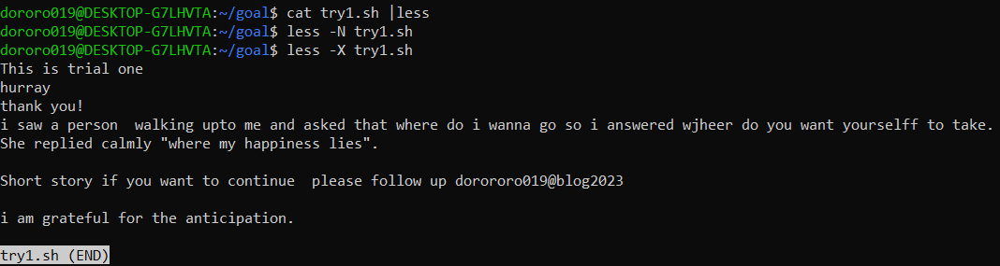 dororo019@DESKTOP-G7LHVTA:~/goal$ cat try1.sh |less
dororo019@DESKTOP-G7LHVTA:~/goal$ less -N try1.sh
dororo019@DESKTOP-G7LHVTA:~/goal$ less -X try1.sh
This is trial one
hurray
thank you!
i saw a person  walking upto me and asked that where do i wanna go so i answered wjheer do you want yourselff to take.
She replied calmly "where my happiness lies".
Short story if you want to continue  please follow up dorororo019@blog2023
i am grateful for the anticipation.
try1.sh (END)